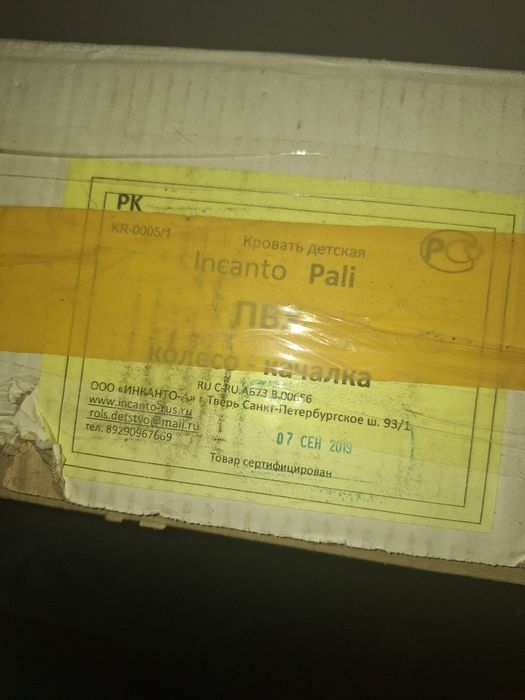 РК
KR-0005/1
Кровать детская
Incanto Pali
колесо - качалка
RU C-RU.АБ73.В.00056
ООО «ИНКАНТО-А» г.Тверь Санкт-Петербургское ш. 93/1
www.incanto-rus.ru
rols.detstvo@mail.ru
тел. 89290967669
07 СЕН 2019
Товар сертифицирован